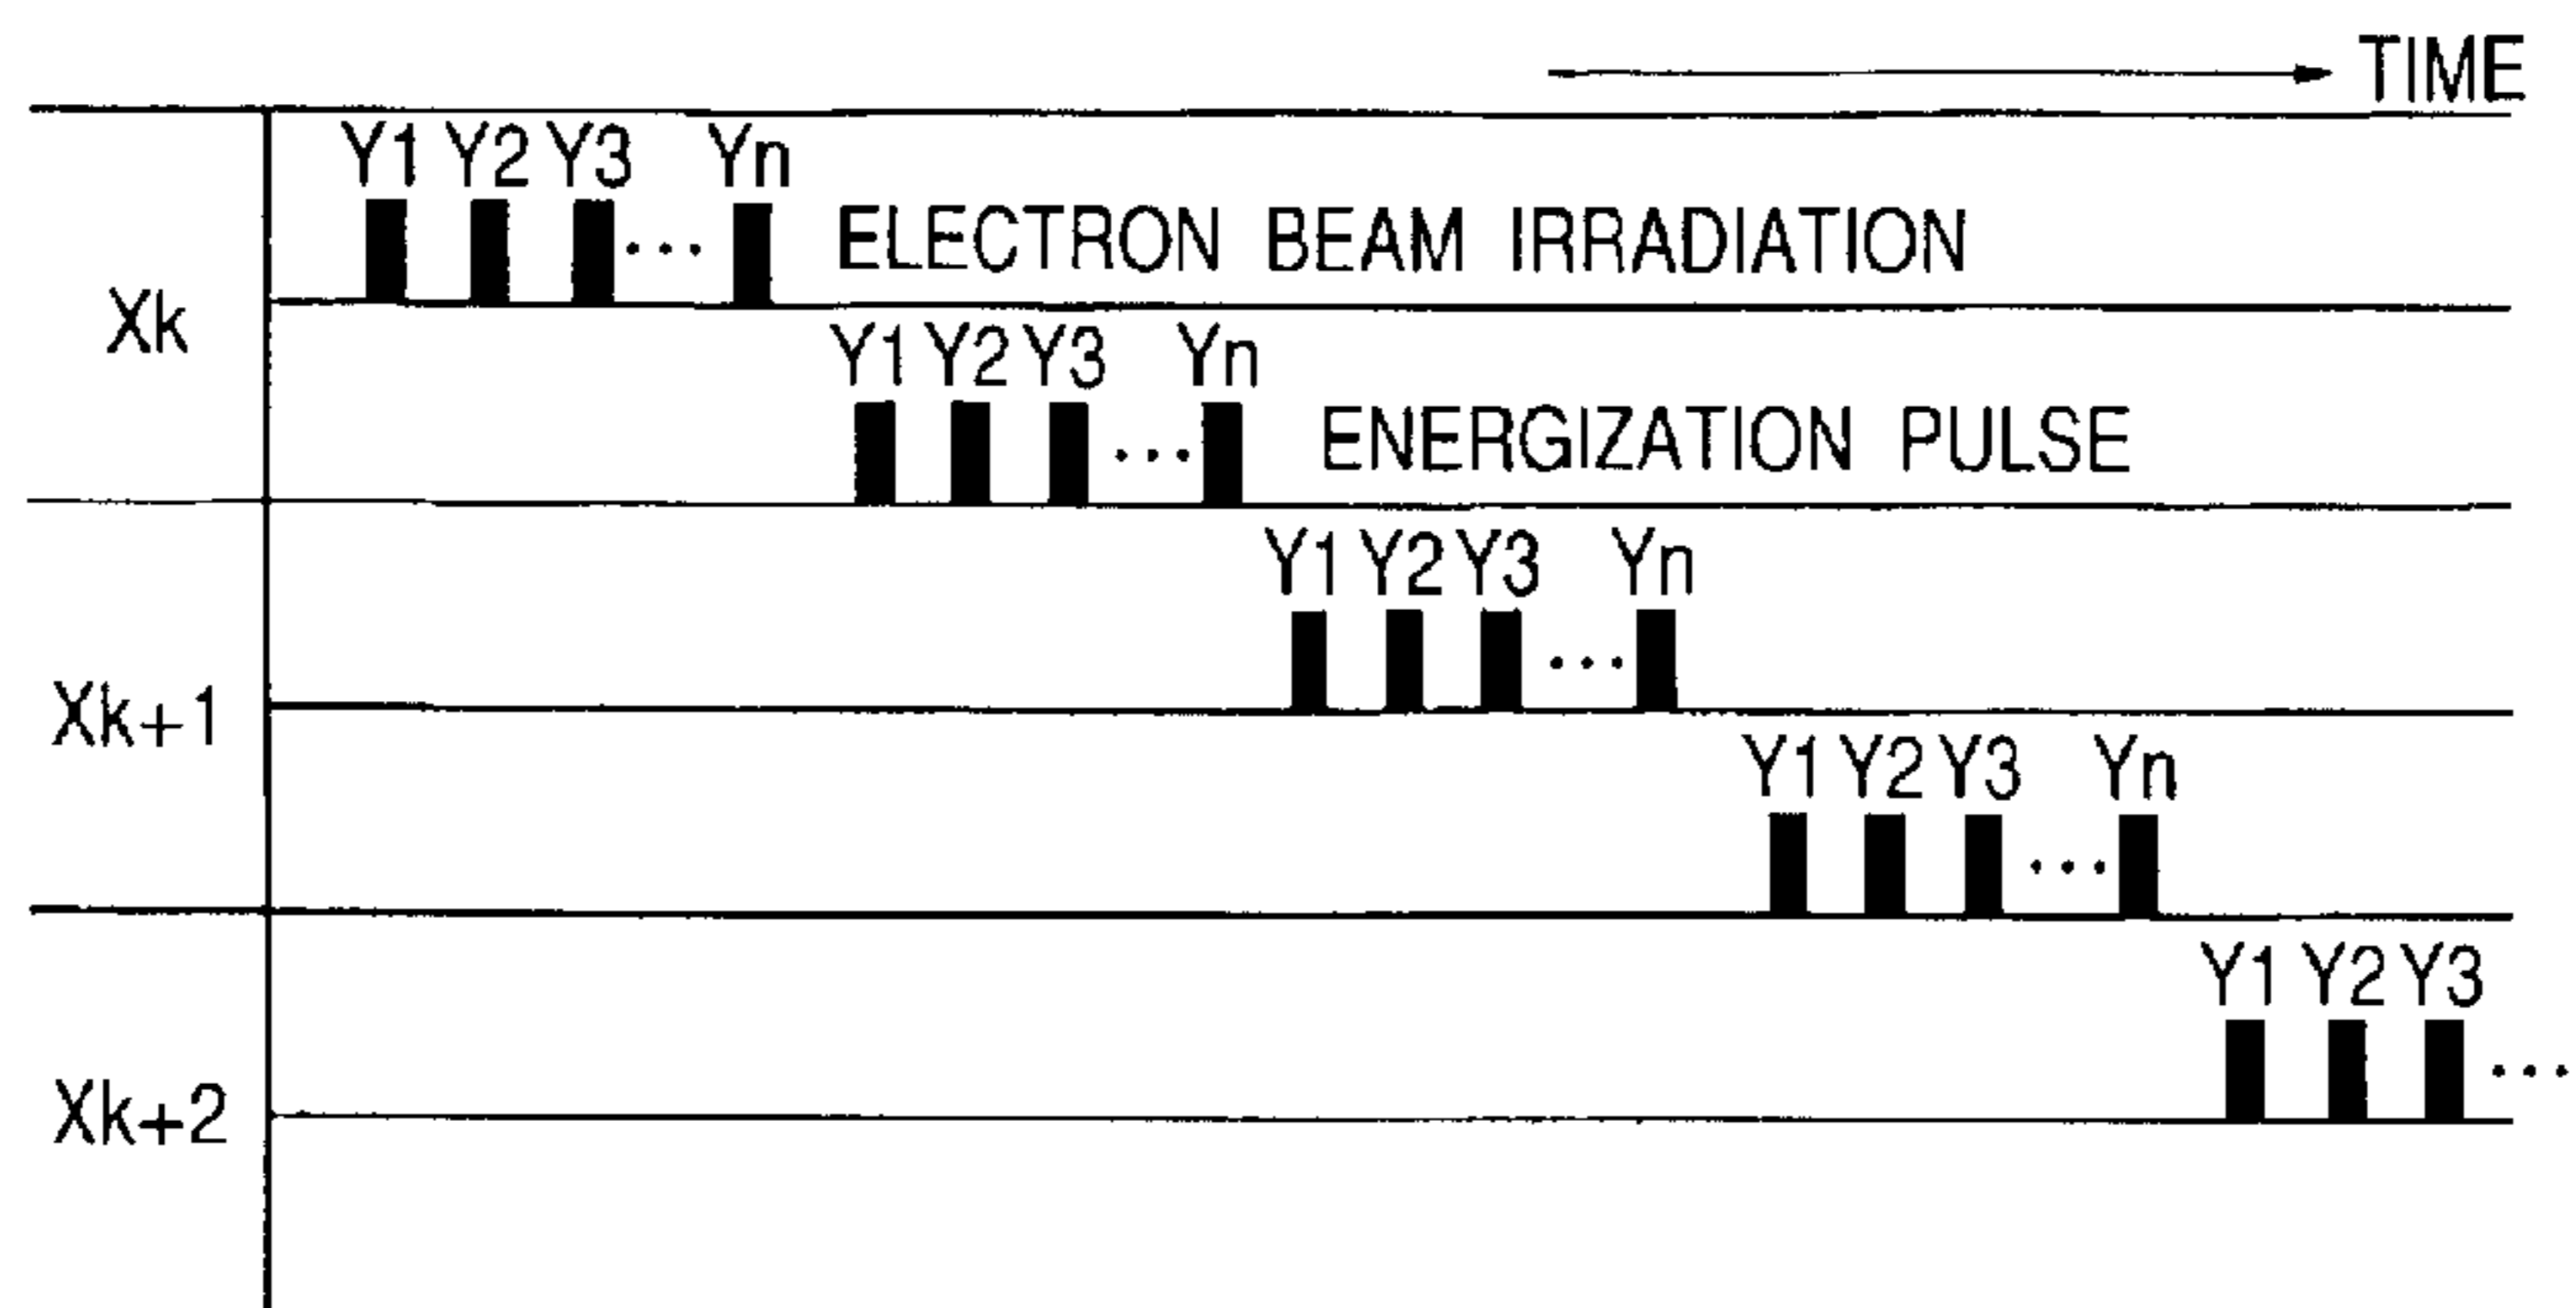 TIME
Y1 Y2 Y3 ... Yn
ELECTRON BEAM IRRADIATION
Xk
Y1 Y2 Y3 ... Yn
ENERGIZATION PULSE
Y1 Y2 Y3 ... Yn
Xk+1
Y1 Y2 Y3 ... Yn
Y1 Y2 Y3 ...
Xk+2